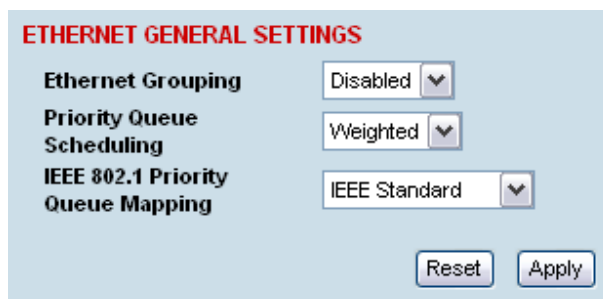 ETHERNET GENERAL SETTINGS
Ethernet Grouping Disabled
Priority Queue
Scheduling Weighted
IEEE 802.1 Priority
Queue Mapping IEEE Standard
Reset Apply